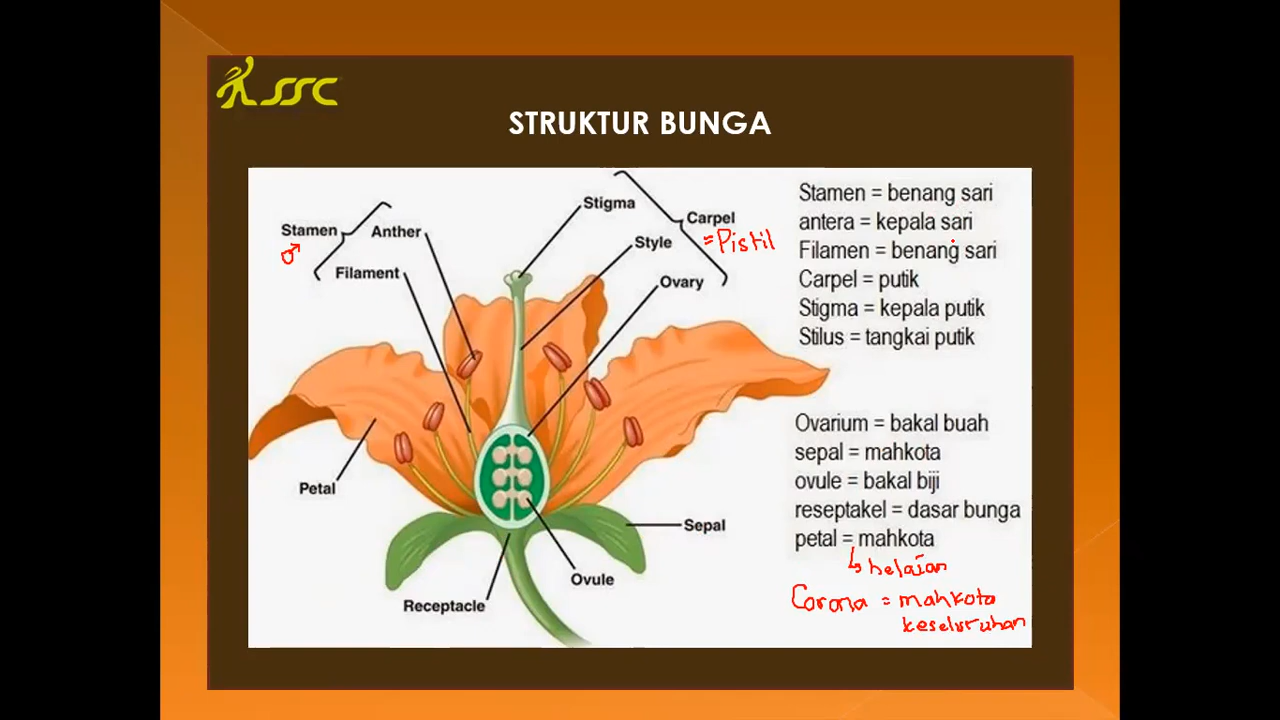 SSC
STRUKTUR BUNGA
Stamen
♂
Anther
Filament
Stigma
Style
Ovary
Carpel
= Pistil
Petal
Sepal
Ovule
Receptacle
Stamen = benang sari
antera = kepala sari
Filamen = benang sari
Carpel = putik
Stigma = kepala putik
Stilus = tangkai putik
Ovarium = bakal buah
sepal = mahkota
ovule = bakal biji
reseptakel = dasar bunga
petal = mahkota
↳ helaian
Corona = mahkota
keseluruhan